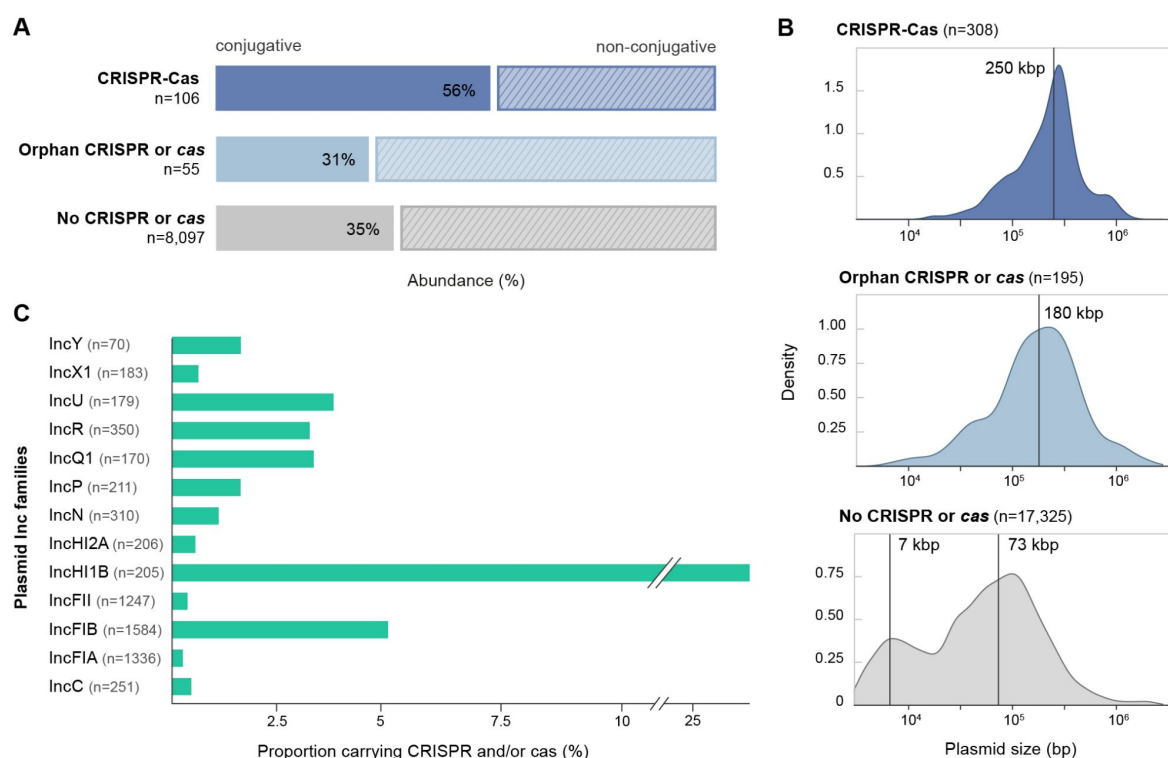 A
conjugative
non-conjugative
CRISPR-Cas
n=106
56%
Orphan CRISPR or cas
n=55
31%
No CRISPR or cas
n=8,097
35%
Abundance (%)
B
CRISPR-Cas (n=308)
250 kbp
1.5
1.0
0.5
10⁴
10⁵
10⁶
Orphan CRISPR or cas (n=195)
180 kbp
1.00
0.75
0.50
0.25
10⁴
10⁵
10⁶
Density
No CRISPR or cas (n=17,325)
7 kbp
73 kbp
0.75
0.50
0.25
0
10⁴
10⁵
10⁶
Plasmid size (bp)
C
Plasmid Inc families
IncY (n=70)
IncX1 (n=183)
IncU (n=179)
IncR (n=350)
IncQ1 (n=170)
IncP (n=211)
IncN (n=310)
IncHI2A (n=206)
IncHI1B (n=205)
IncFII (n=1247)
IncFIB (n=1584)
IncFIA (n=1336)
IncC (n=251)
2.5
5
7.5
10
25
Proportion carrying CRISPR and/or cas (%)